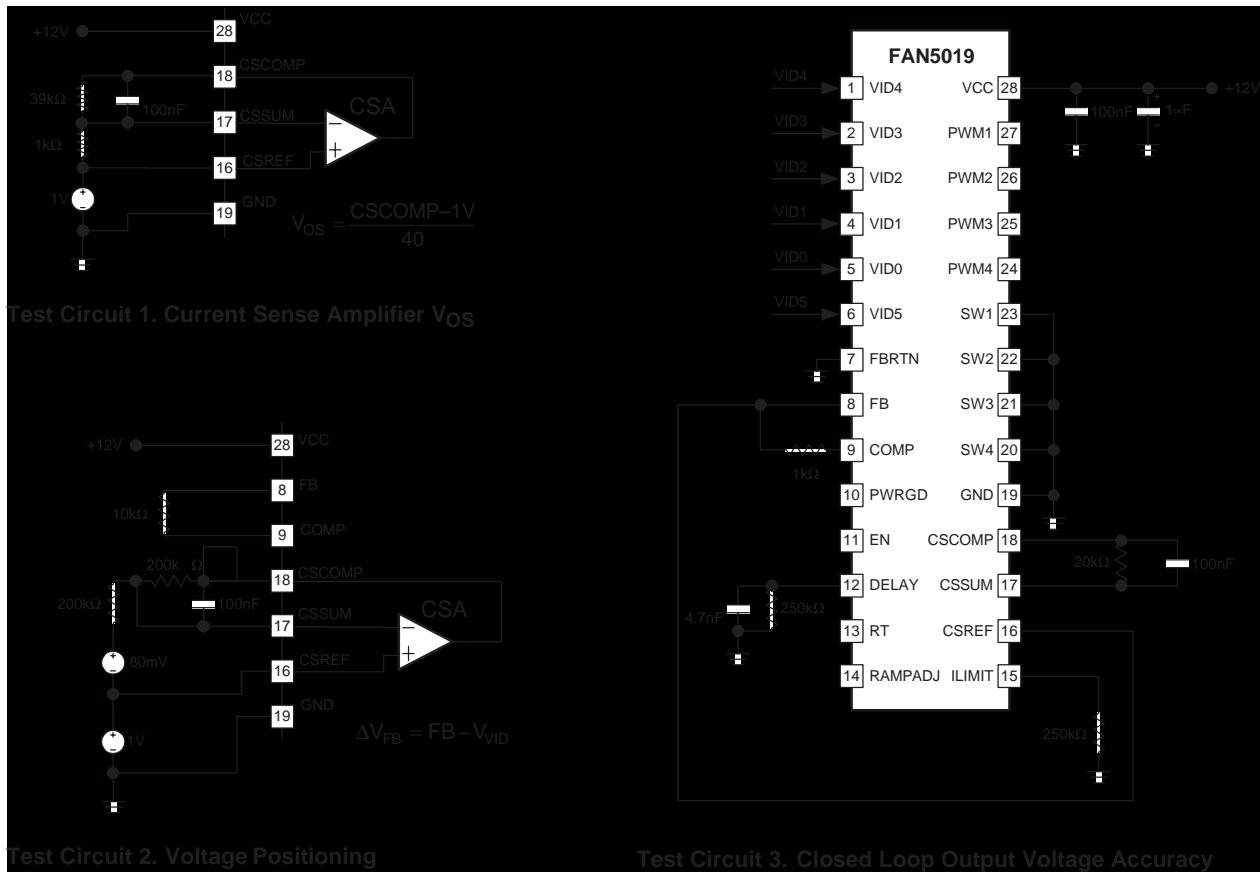 VCC
+12V
28
CSCOMP
18
39kΩ
100nF
CSA
17
CSSUM
1kΩ
16
CSREF
1V
GND
19
V_OS = CSCOMP–1V / 40
Test Circuit 1. Current Sense Amplifier V_OS
+12V
28
VCC
8
FB
10kΩ
9
COMP
200k Ω
18
CSCOMP
200kΩ
100nF
CSA
CSSUM
17
80mV
CSREF
16
GND
19
1V
ΔV_FB = FB – V_VID
Test Circuit 2. Voltage Positioning
FAN5019
VID4
1 VID4
VCC 28
+12V
100nF
1∞F
VID3
2 VID3
PWM1 27
VID2
3 VID2
PWM2 26
VID1
4 VID1
PWM3 25
VID0
5 VID0
PWM4 24
VID5
6 VID5
SW1 23
7 FBRTN
SW2 22
8 FB
SW3 21
9 COMP
SW4 20
1kΩ
10 PWRGD
GND 19
11 EN
CSCOMP 18
20kΩ
100nF
12 DELAY
CSSUM 17
4.7nF
250kΩ
13 RT
CSREF 16
14 RAMPADJ
ILIMIT 15
250kΩ
Test Circuit 3. Closed Loop Output Voltage Accuracy